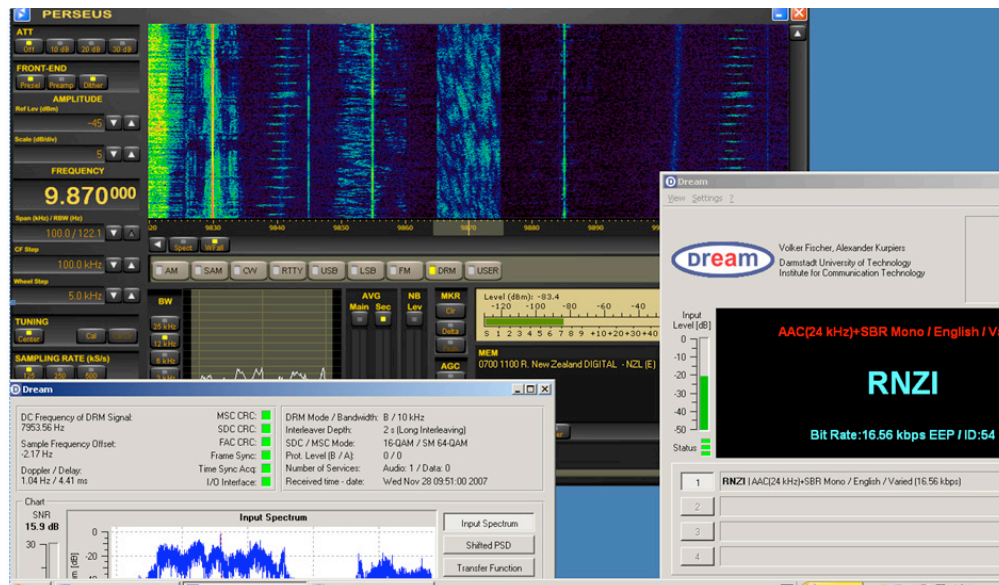 PERSEUS
ATT
Off 10 dB 20 dB 30 dB
FRONT-END
Presel Preamp Dither
AMPLITUDE
Ref Lev (dBm)
-45
Scale (dB/div)
5
FREQUENCY
9.870000
Span (kHz) / RBW (Hz)
100.0 / 122.1
CF Step
100.0 kHz
Wheel Step
5.0 kHz
TUNING
Center Cal
SAMPLING RATE (kS/s)
125 250 500
20 9830 9840 9850 9860 9870 9880 9890 99
Spect WFall
AM SAM CW RTTY USB LSB FM DRM USER
BW
25 kHz
12 kHz
6 kHz
3 kHz
AVG
Main Sec
NB
Lev
MKR
Clr
Delta
AGC
Level (dBm): -83.4
-120 -100 -80 -60 -40
S 1 2 3 4 5 6 7 8 9 +10+20+30+40
MEM
0700 1100 R. New Zealand DIGITAL - NZL (E)
Dream
View Settings ?
Dream
Volker Fischer, Alexander Kurpiers
Darmstadt University of Technology
Institute for Communication Technology
Input
Level [dB]
0
-10
-20
-30
-40
-50
Status
AAC(24 kHz)+SBR Mono / English / Va
RNZI
Bit Rate:16.56 kbps EEP / ID:54
1 RNZI | AAC(24 kHz)+SBR Mono / English / Varied (16.56 kbps)
2
3
4
Dream
DC Frequency of DRM Signal:
7953.56 Hz
Sample Frequency Offset:
-2.17 Hz
Doppler / Delay:
1.04 Hz / 4.41 ms
MSC CRC:
SDC CRC:
FAC CRC:
Frame Sync:
Time Sync Acq:
I/O Interface:
DRM Mode / Bandwidth: B / 10 kHz
Interleaver Depth: 2 s (Long Interleaving)
SDC / MSC Mode: 16-QAM / SM 64-QAM
Prot. Level (B / A): 0 / 0
Number of Services: Audio: 1 / Data: 0
Received time - date: Wed Nov 28 09:51:00 2007
Chart
SNR
15.9 dB
30
Input Spectrum
0
-20
Input Spectrum
Shifted PSD
Transfer Function